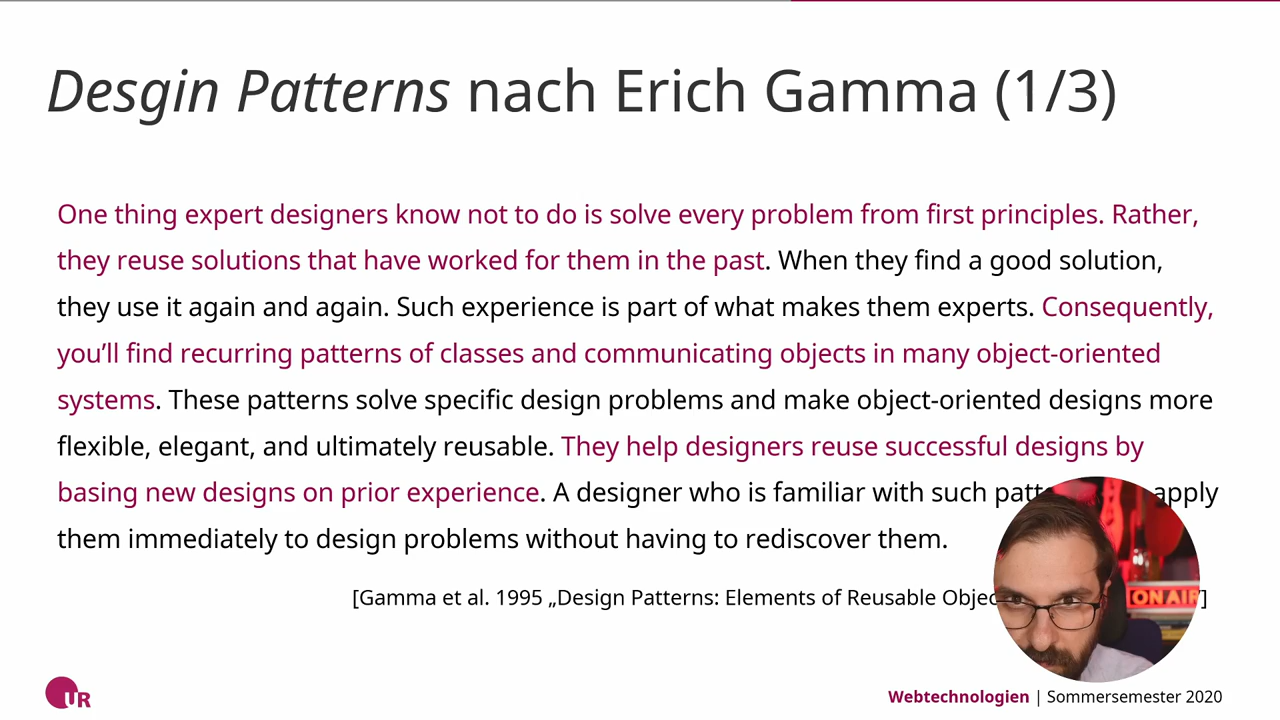 Desgin Patterns nach Erich Gamma (1/3)
One thing expert designers know not to do is solve every problem from first principles. Rather,
they reuse solutions that have worked for them in the past. When they find a good solution,
they use it again and again. Such experience is part of what makes them experts. Consequently,
you’ll find recurring patterns of classes and communicating objects in many object-oriented
systems. These patterns solve specific design problems and make object-oriented designs more
flexible, elegant, and ultimately reusable. They help designers reuse successful designs by
basing new designs on prior experience. A designer who is familiar with such apply
them immediately to design problems without having to rediscover them.
[Gamma et al. 1995 „Design Patterns: Elements of Reusable ]
ON AIR
UR
Webtechnologien | Sommersemester 2020